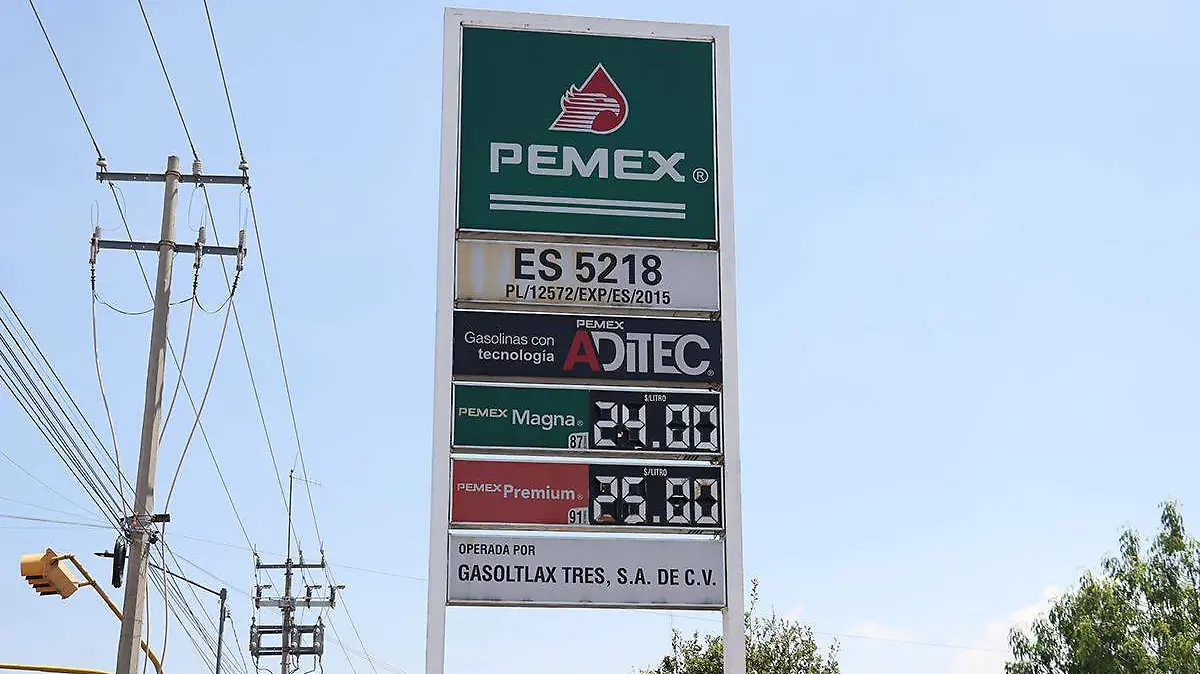 PEMEX®
ES 5218
PL/12572/EXP/ES/2015
Gasolinas con
tecnología
PEMEX
ADiTEC®
$/LITRO
PEMEX Magna® 24.00
87
$/LITRO
PEMEX Premium® 25.00
91
OPERADA POR
GASOLTLAX TRES, S.A. DE C.V.